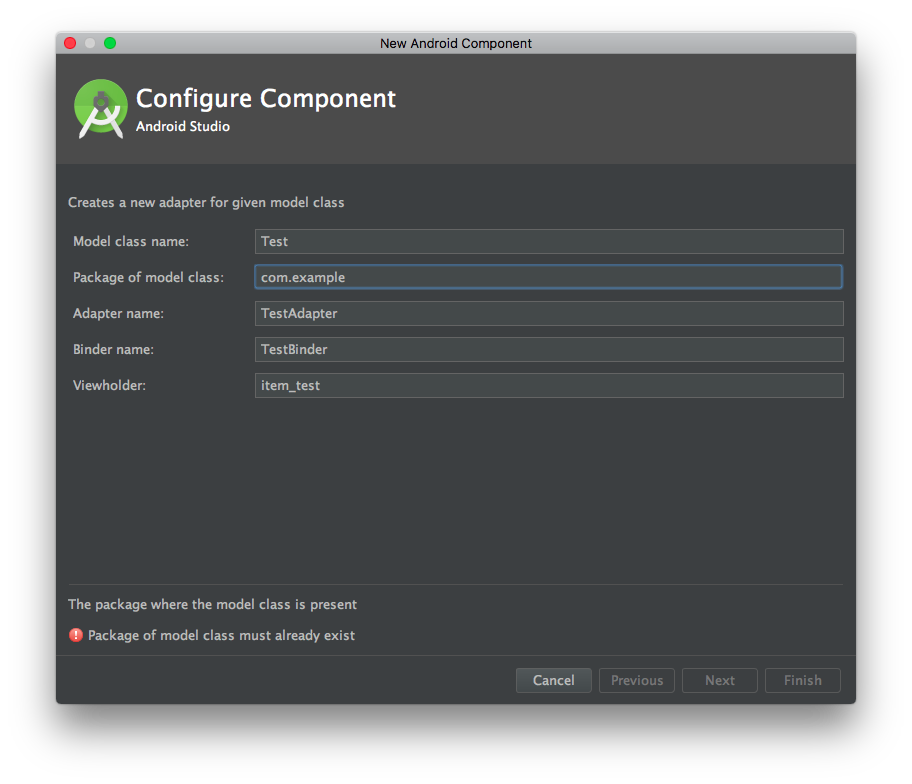 New Android Component
Configure Component
Android Studio
Creates a new adapter for given model class
Model class name: Test
Package of model class: com.example
Adapter name: TestAdapter
Binder name: TestBinder
Viewholder: item_test
The package where the model class is present
Package of model class must already exist
Cancel Previous Next Finish